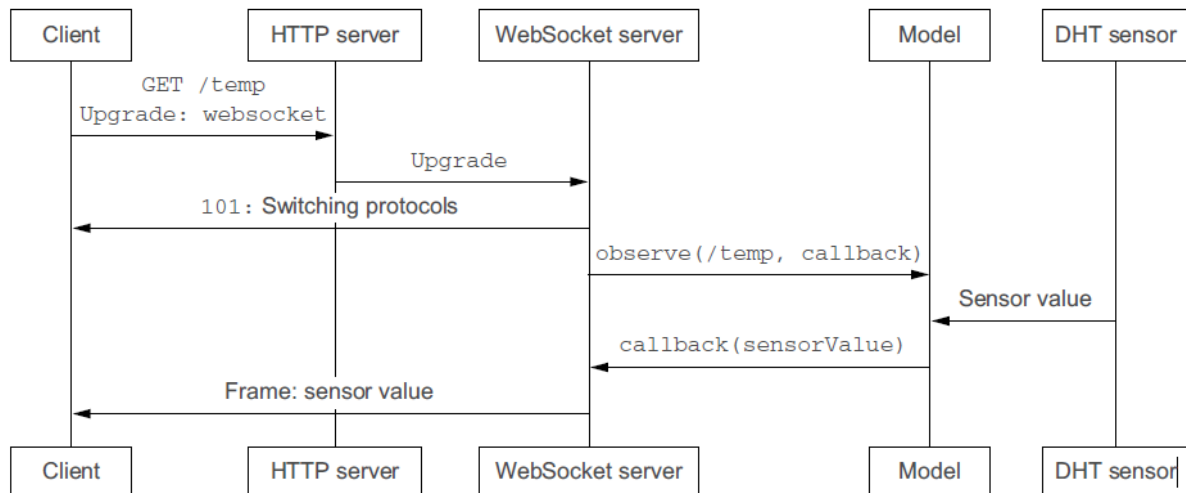 Client HTTP server WebSocket server Model DHT sensor
GET /temp
Upgrade: websocket
Upgrade
101: Switching protocols
observe(/temp, callback)
Sensor value
callback(sensorValue)
Frame: sensor value
Client HTTP server WebSocket server Model DHT sensor